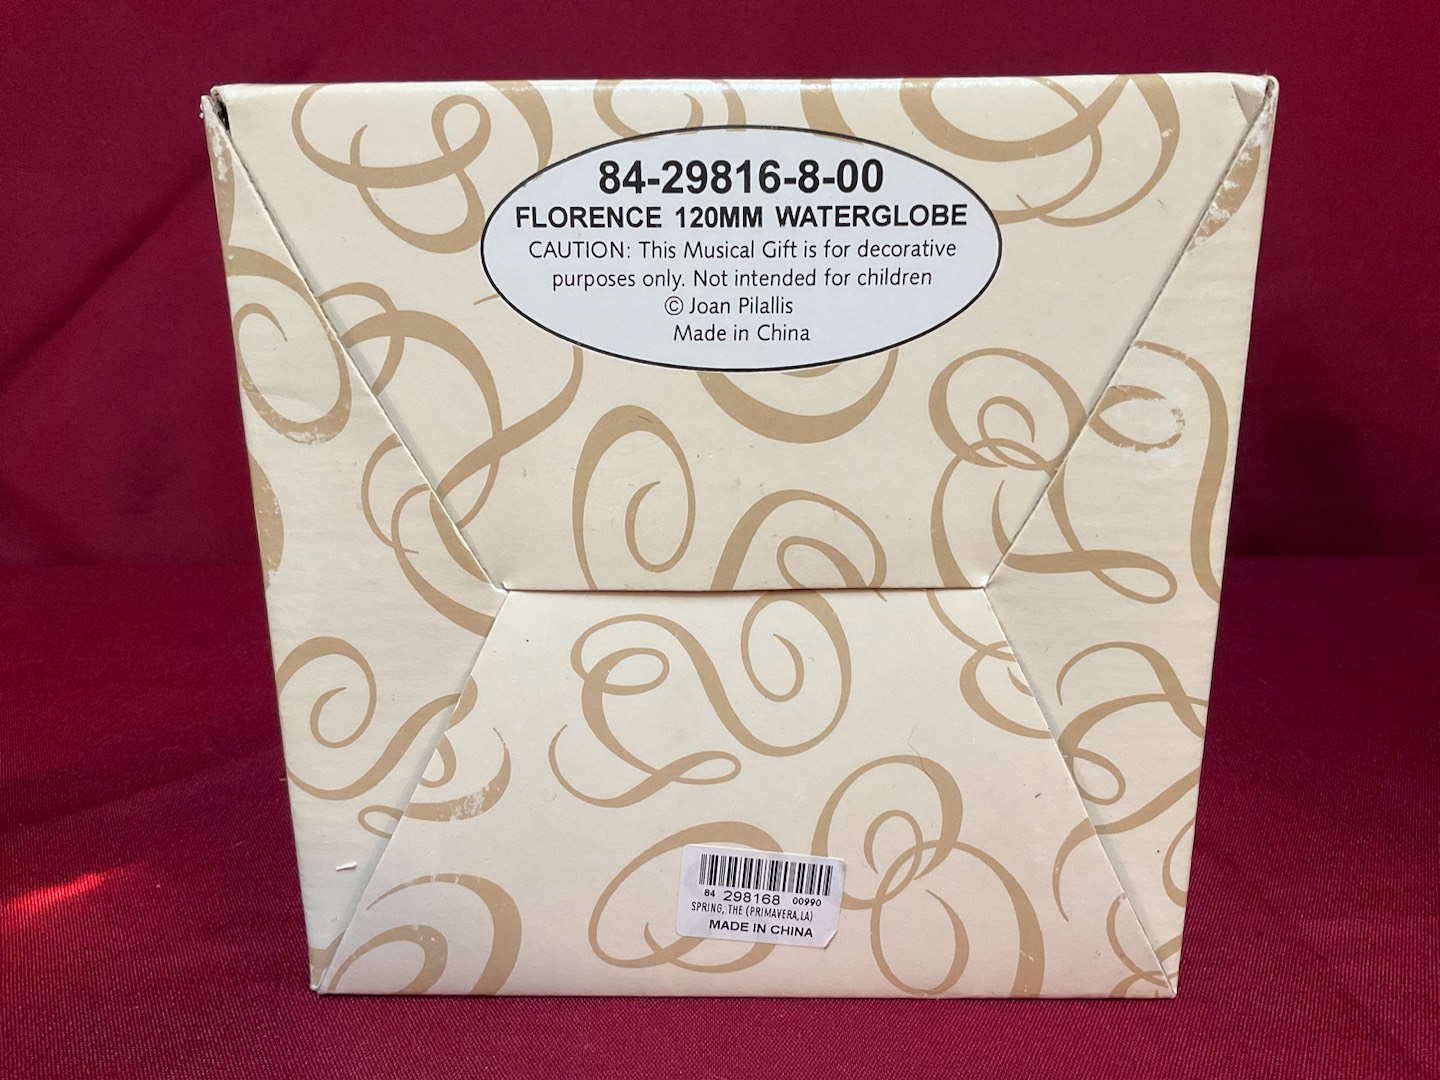 84-29816-8-00
FLORENCE 120MM WATERGLOBE
CAUTION: This Musical Gift is for decorative
purposes only. Not intended for children
© Joan Pilallis
Made in China
84 298168 00990
SPRING, THE (PRIMAVERA,LA)
MADE IN CHINA